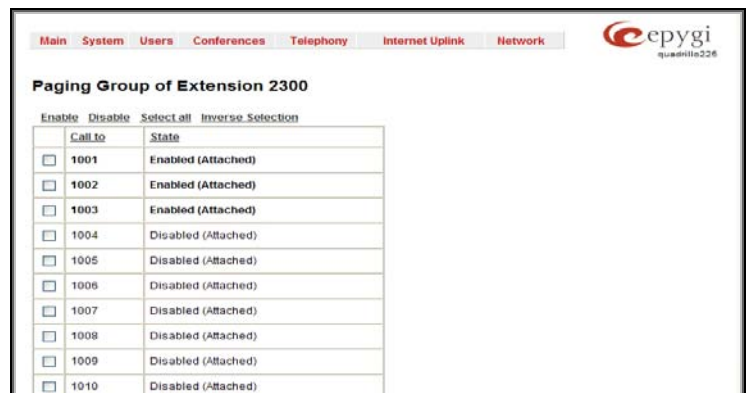 Main System Users Conferences Telephony Internet Uplink Network
epygi
quadrillo226
Paging Group of Extension 2300
Enable Disable Select all Inverse Selection
Call to State
1001 Enabled (Attached)
1002 Enabled (Attached)
1003 Enabled (Attached)
1004 Disabled (Attached)
1005 Disabled (Attached)
1006 Disabled (Attached)
1007 Disabled (Attached)
1008 Disabled (Attached)
1009 Disabled (Attached)
1010 Disabled (Attached)